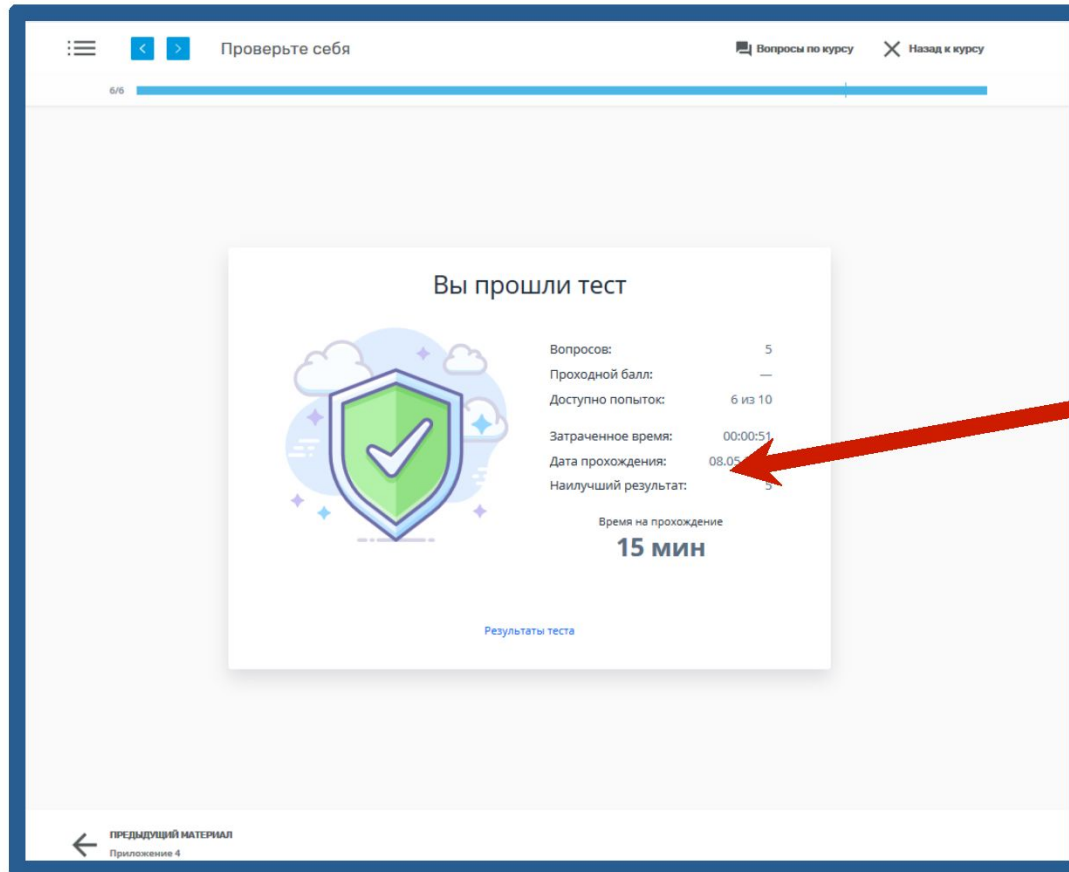 Проверьте себя
Вопросы по курсу
Назад к курсу
6/6
Вы прошли тест
Вопросов: 5
Проходной балл: —
Доступно попыток: 6 из 10
Затраченное время: 00:00:51
Дата прохождения: 08.05
Наилучший результат: 5
Время на прохождение
15 мин
Результаты теста
ПРЕДЫДУЩИЙ МАТЕРИАЛ
Приложение 4